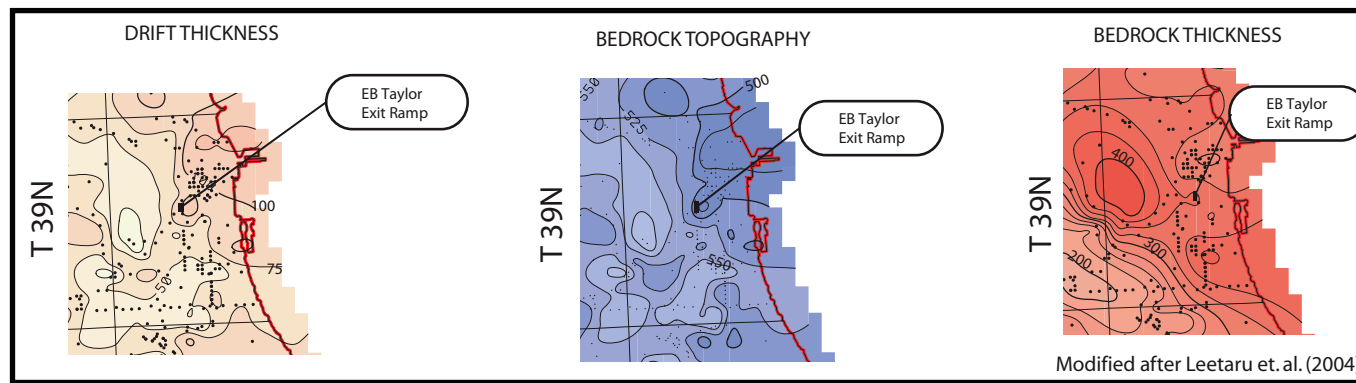 DRIFT THICKNESS
EB Taylor
Exit Ramp
T 39N
100
75
50
BEDROCK TOPOGRAPHY
EB Taylor
Exit Ramp
T 39N
550
500
525
550
BEDROCK THICKNESS
EB Taylor
Exit Ramp
T 39N
400
300
200
Modified after Leetaru et. al. (2004)